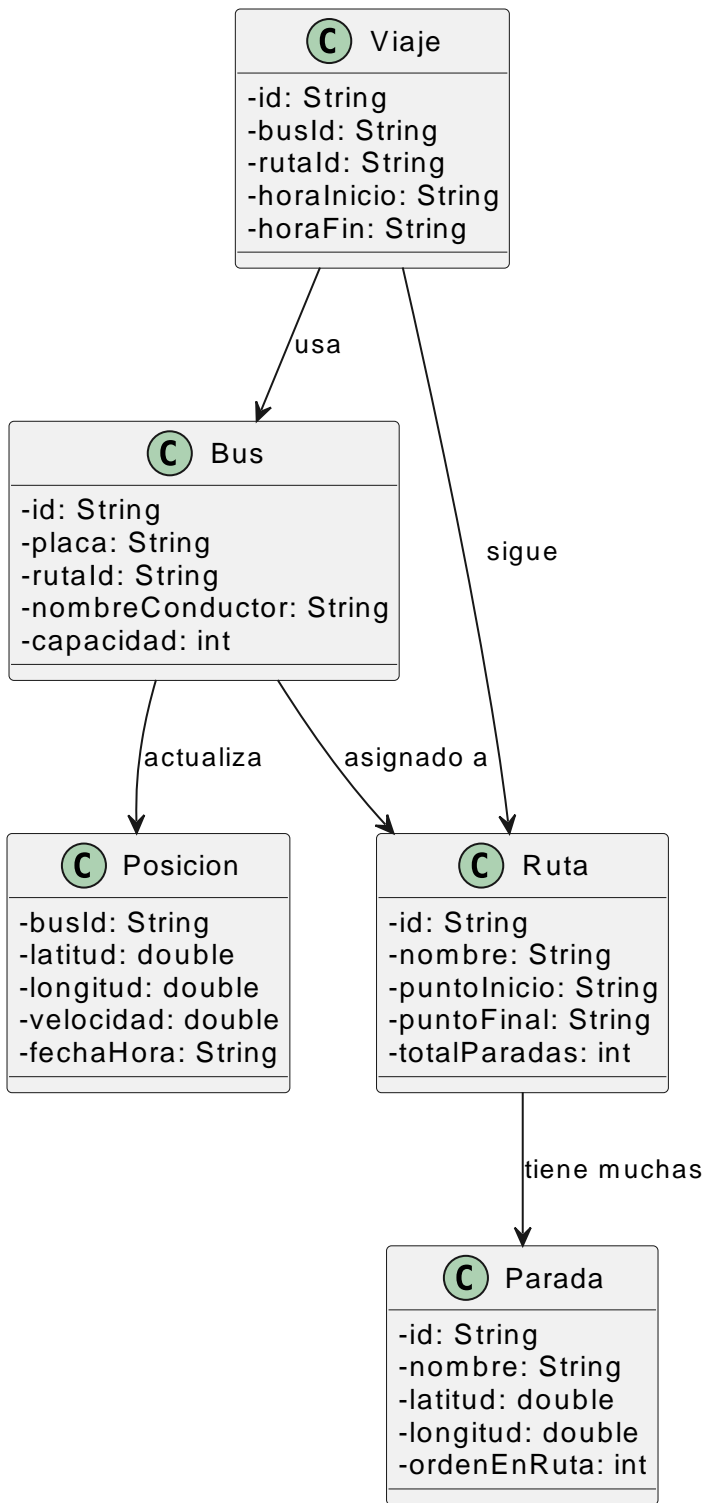 C Viaje
-id: String
-busId: String
-rutaId: String
-horaInicio: String
-horaFin: String
usa
sigue
C Bus
-id: String
-placa: String
-rutaId: String
-nombreConductor: String
-capacidad: int
actualiza
asignado a
C Posicion
-busId: String
-latitud: double
-longitud: double
-velocidad: double
-fechaHora: String
C Ruta
-id: String
-nombre: String
-puntoInicio: String
-puntoFinal: String
-totalParadas: int
tiene muchas
C Parada
-id: String
-nombre: String
-latitud: double
-longitud: double
-ordenEnRuta: int